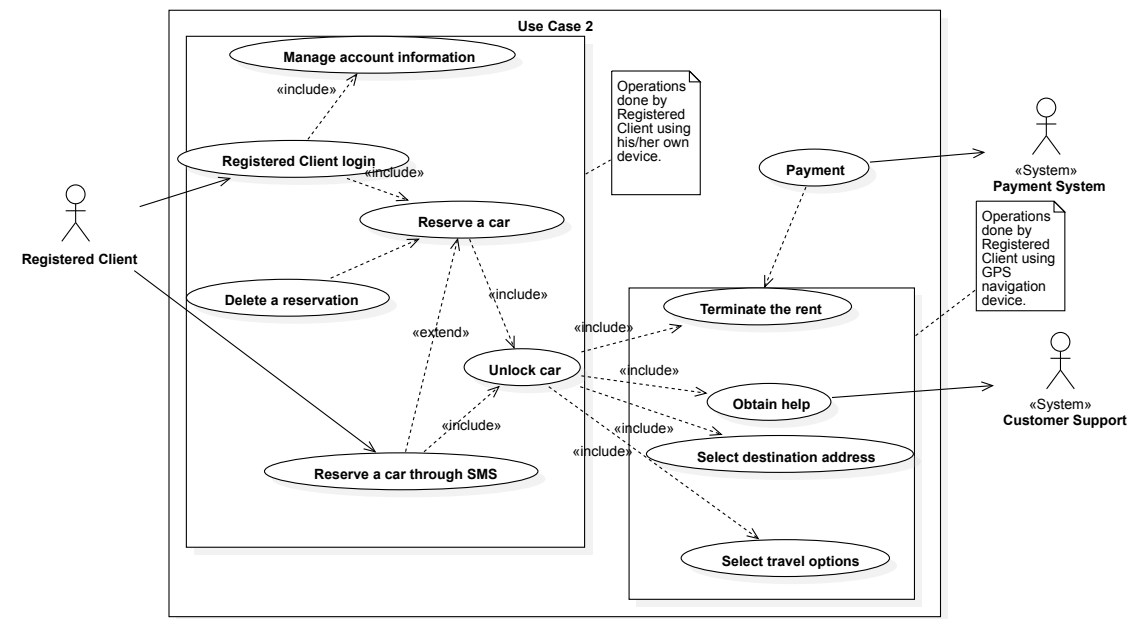 Use Case 2
Manage account information
«include»
Operations
done by
Registered
Client using
his/her own
device.
Registered Client login
«include»
Payment
«System»
Payment System
Reserve a car
Operations
done by
Registered
Client using
GPS
navigation
device.
Registered Client
Delete a reservation
«include»
Terminate the rent
«extend»
«include»
Unlock car
«include»
Obtain help
«System»
Customer Support
«include»
«include»
Select destination address
«include»
Reserve a car through SMS
Select travel options